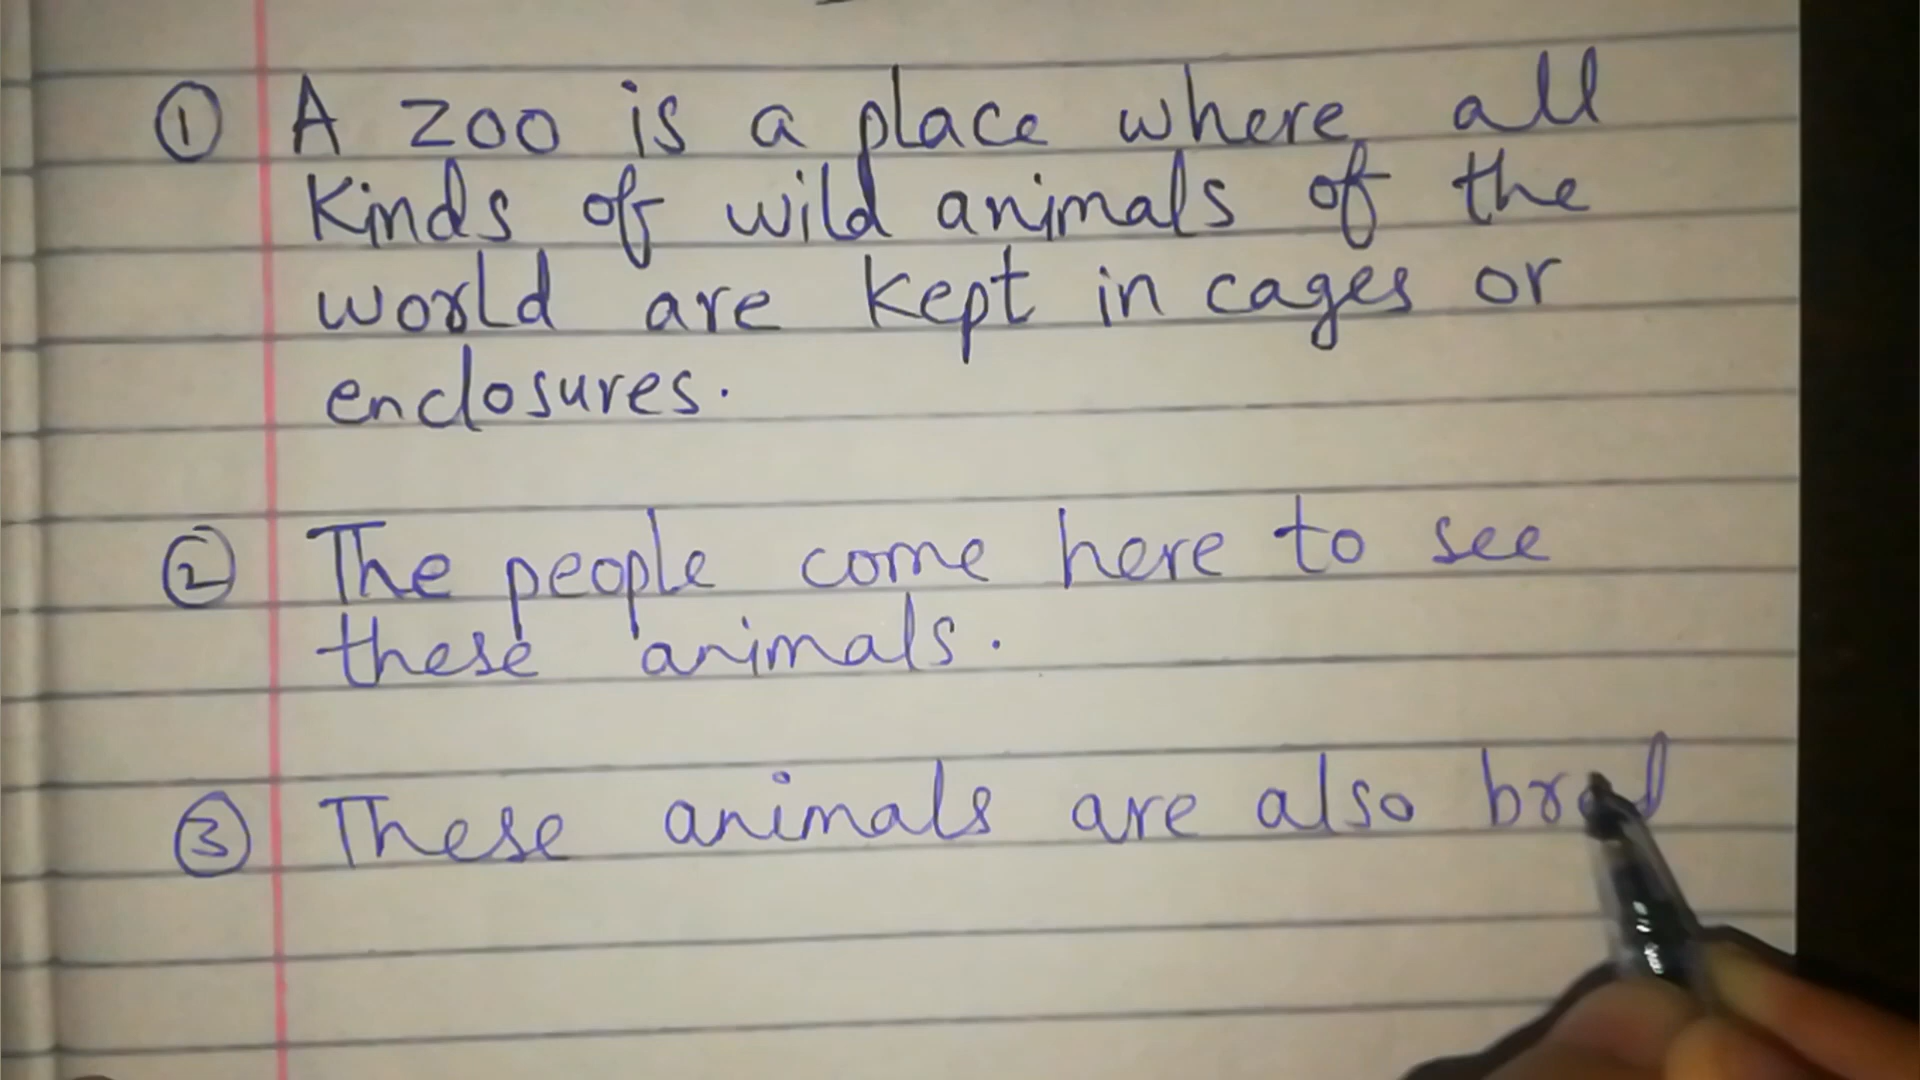 ① A zoo is a place where all
kinds of wild animals of the
world are kept in cages or
enclosures.
② The people come here to see
these animals.
③ These animals are also